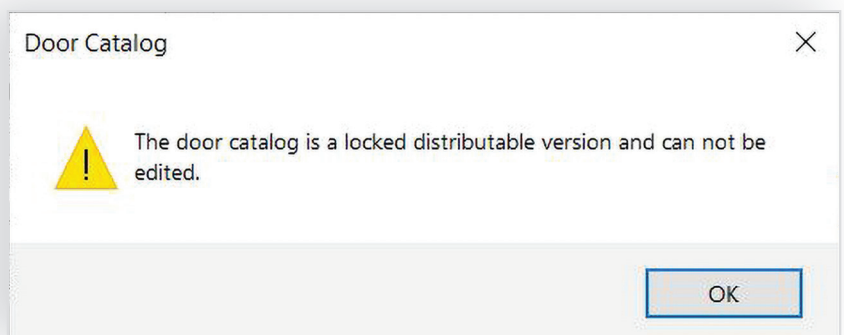 Door Catalog
The door catalog is a locked distributable version and can not be
edited.
OK